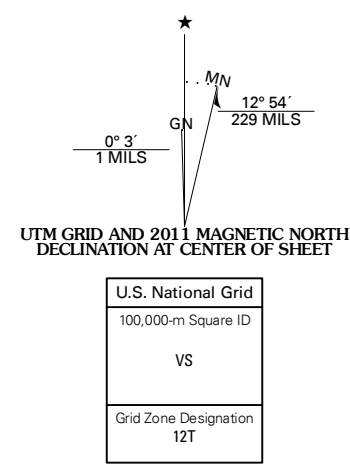 MN
12° 54´
229 MILS
GN
0° 3´
1 MILS
UTM GRID AND 2011 MAGNETIC NORTH
DECLINATION AT CENTER OF SHEET
U.S. National Grid
100,000-m Square ID
VS
Grid Zone Designation
12T